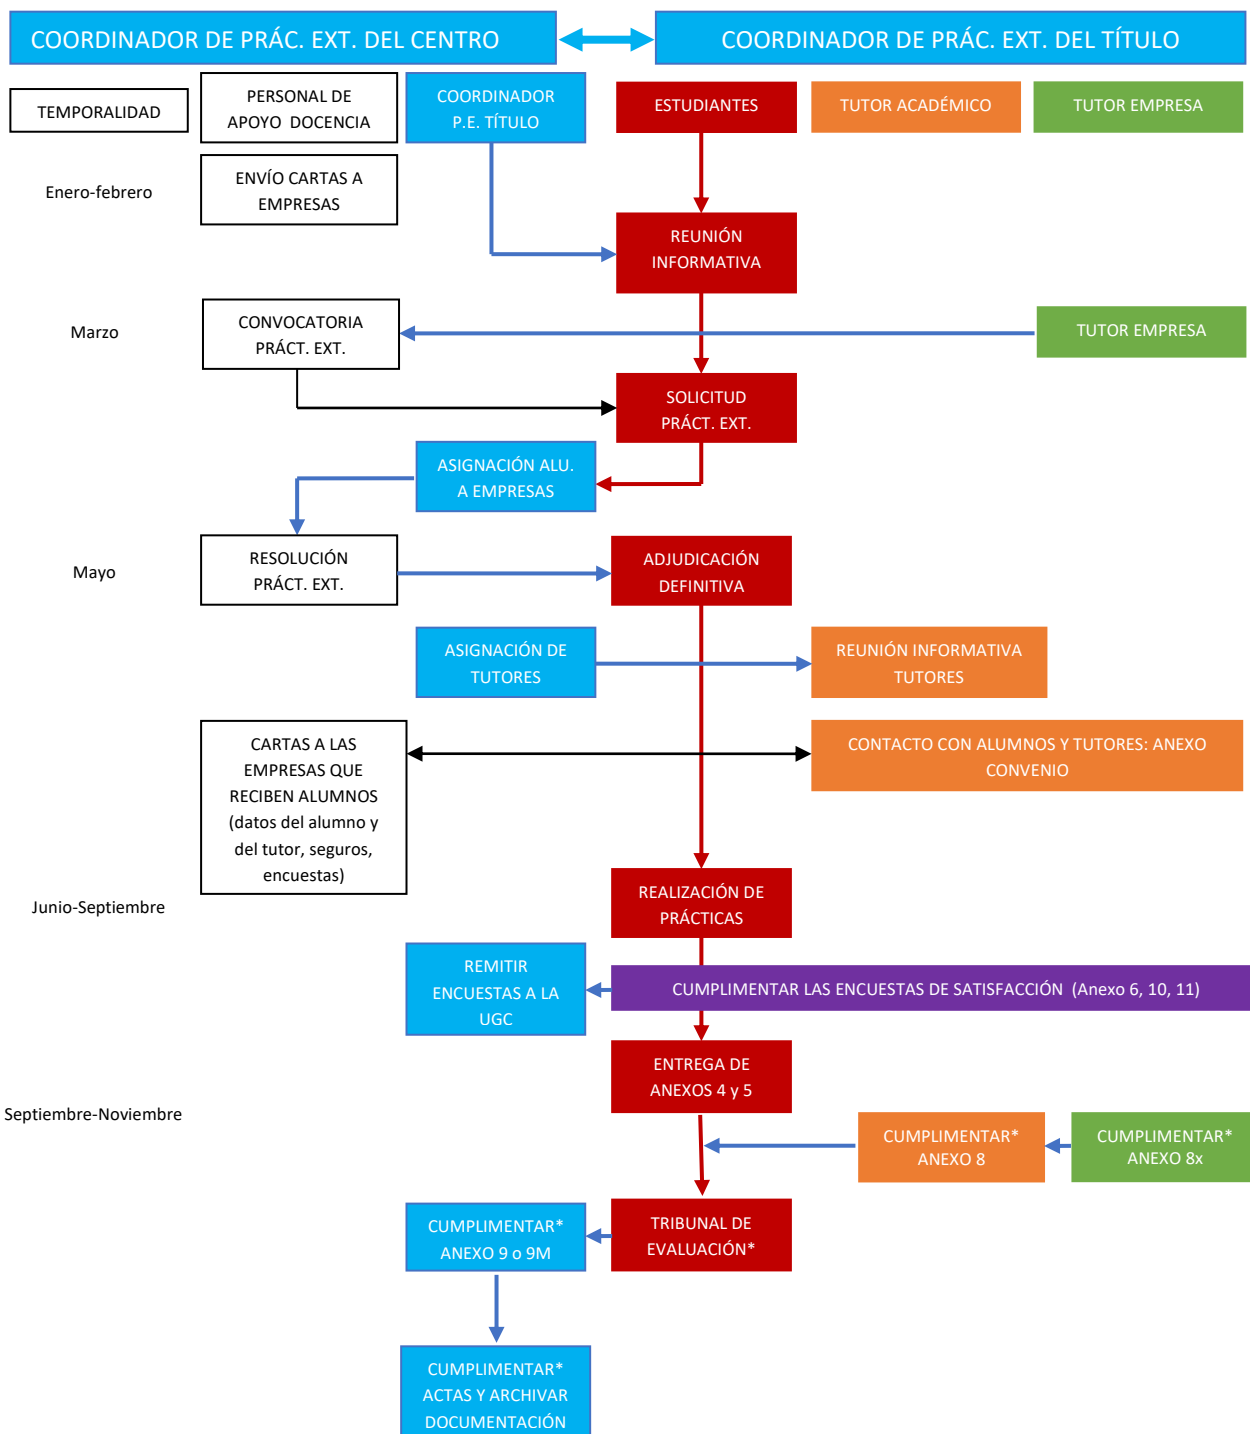 COORDINADOR DE PRÁC. EXT. DEL CENTRO
COORDINADOR DE PRÁC. EXT. DEL TÍTULO
TEMPORALIDAD
PERSONAL DE
APOYO DOCENCIA
COORDINADOR
P.E. TÍTULO
ESTUDIANTES
TUTOR ACADÉMICO
TUTOR EMPRESA
Enero-febrero
ENVÍO CARTAS A
EMPRESAS
REUNIÓN
INFORMATIVA
Marzo
CONVOCATORIA
PRÁCT. EXT.
TUTOR EMPRESA
SOLICITUD
PRÁCT. EXT.
ASIGNACIÓN ALU.
A EMPRESAS
Mayo
RESOLUCIÓN
PRÁCT. EXT.
ADJUDICACIÓN
DEFINITIVA
ASIGNACIÓN DE
TUTORES
REUNIÓN INFORMATIVA
TUTORES
CARTAS A LAS
EMPRESAS QUE
RECIBEN ALUMNOS
(datos del alumno y
del tutor, seguros,
encuestas)
CONTACTO CON ALUMNOS Y TUTORES: ANEXO
CONVENIO
Junio-Septiembre
REALIZACIÓN DE
PRÁCTICAS
REMITIR
ENCUESTAS A LA
UGC
CUMPLIMENTAR LAS ENCUESTAS DE SATISFACCIÓN (Anexo 6, 10, 11)
ENTREGA DE
ANEXOS 4 y 5
Septiembre-Noviembre
CUMPLIMENTAR*
ANEXO 8
CUMPLIMENTAR*
ANEXO 8x
CUMPLIMENTAR*
ANEXO 9 o 9M
TRIBUNAL DE
EVALUACIÓN*
CUMPLIMENTAR*
ACTAS Y ARCHIVAR
DOCUMENTACIÓN